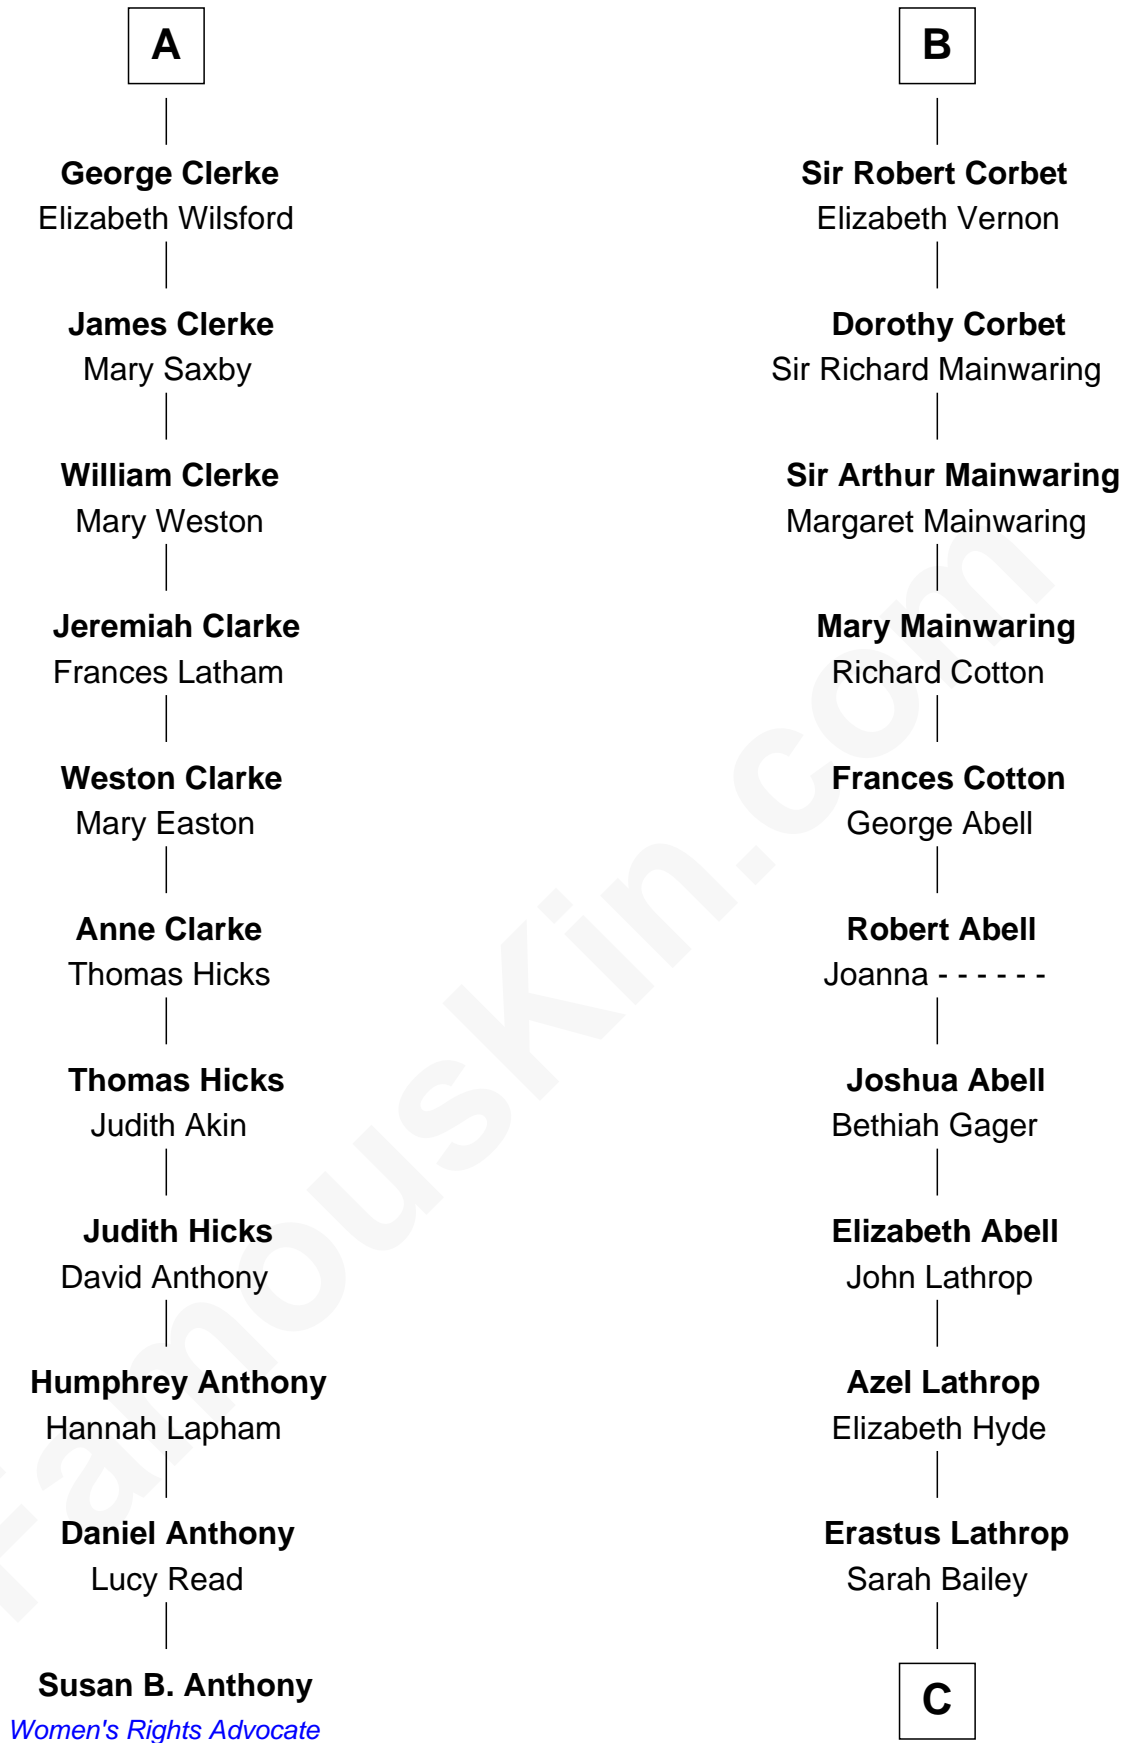 A
George Clerke
Elizabeth Wilsford
James Clerke
Mary Saxby
William Clerke
Mary Weston
Jeremiah Clarke
Frances Latham
Weston Clarke
Mary Easton
Anne Clarke
Thomas Hicks
Thomas Hicks
Judith Akin
Judith Hicks
David Anthony
Humphrey Anthony
Hannah Lapham
Daniel Anthony
Lucy Read
Susan B. Anthony
Women's Rights Advocate
B
Sir Robert Corbet
Elizabeth Vernon
Dorothy Corbet
Sir Richard Mainwaring
Sir Arthur Mainwaring
Margaret Mainwaring
Mary Mainwaring
Richard Cotton
Frances Cotton
George Abell
Robert Abell
Joanna - - - - - -
Joshua Abell
Bethiah Gager
Elizabeth Abell
John Lathrop
Azel Lathrop
Elizabeth Hyde
Erastus Lathrop
Sarah Bailey
C
FamousKin.com